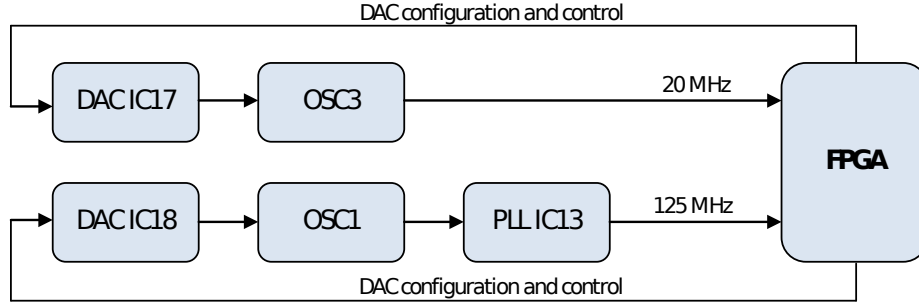 DAC configuration and control
DAC IC17
OSC3
20 MHz
FPGA
DAC IC18
OSC1
PLL IC13
125 MHz
DAC configuration and control